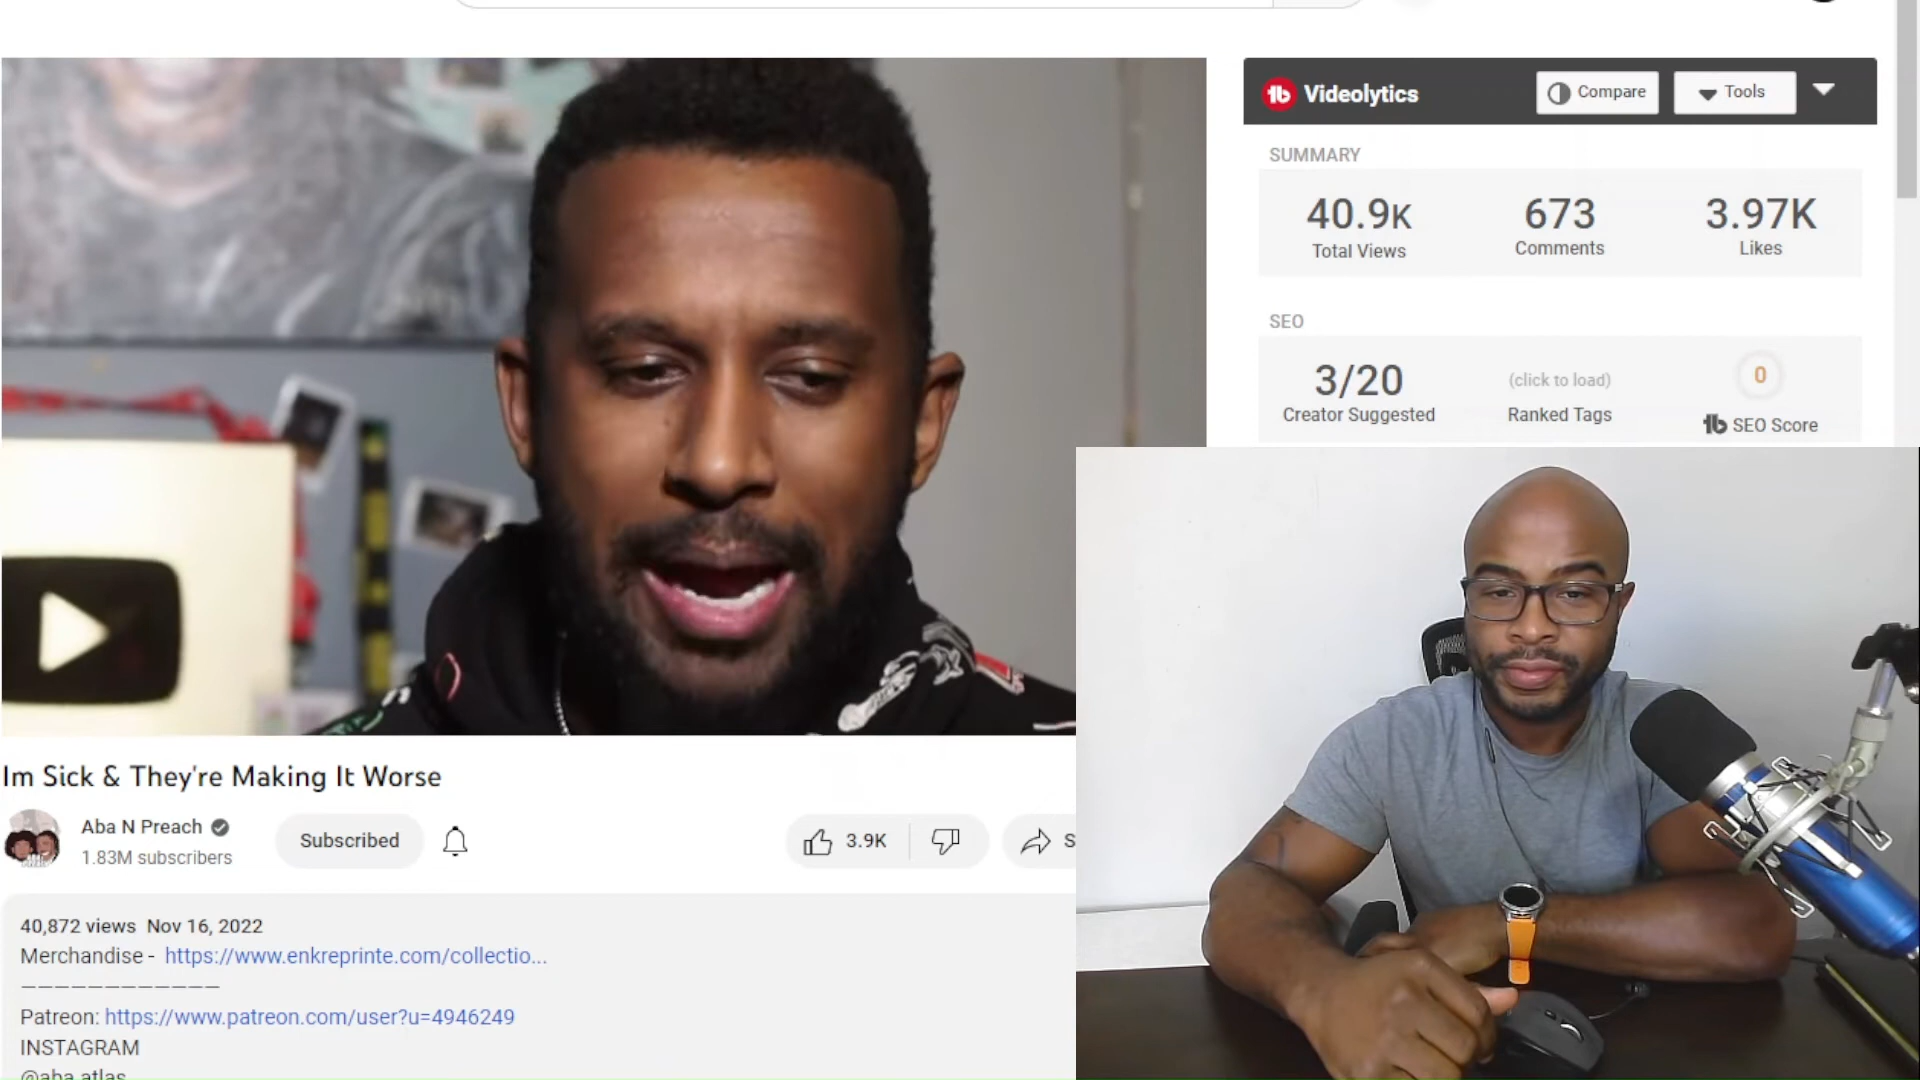 Videolytics
Compare
Tools
SUMMARY
40.9K
673
3.97K
Total Views
Comments
Likes
SEO
3/20
(click to load)
0
Creator Suggested
Ranked Tags
SEO Score
Im Sick & They're Making It Worse
Aba N Preach
1.83M subscribers
Subscribed
3.9K
S
40,872 views Nov 16, 2022
Merchandise - https://www.enkreprinte.com/collectio...
————————————
Patreon: https://www.patreon.com/user?u=4946249
INSTAGRAM
@aba atlas